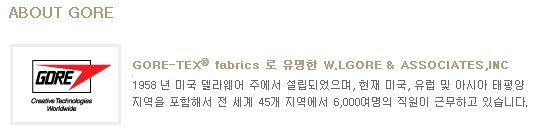 ABOUT GORE
GORE
Creative Technologies
Worldwide
GORE-TEX® fabrics 로 유명한 W.LGORE & ASSOCIATES,INC
1958 년 미국 델라웨어 주에서 설립되었으며, 현재 미국, 유럽 및 아시아 태평양
지역을 포함해서 전 세계 45개 지역에서 6,000여명의 직원이 근무하고 있습니다.